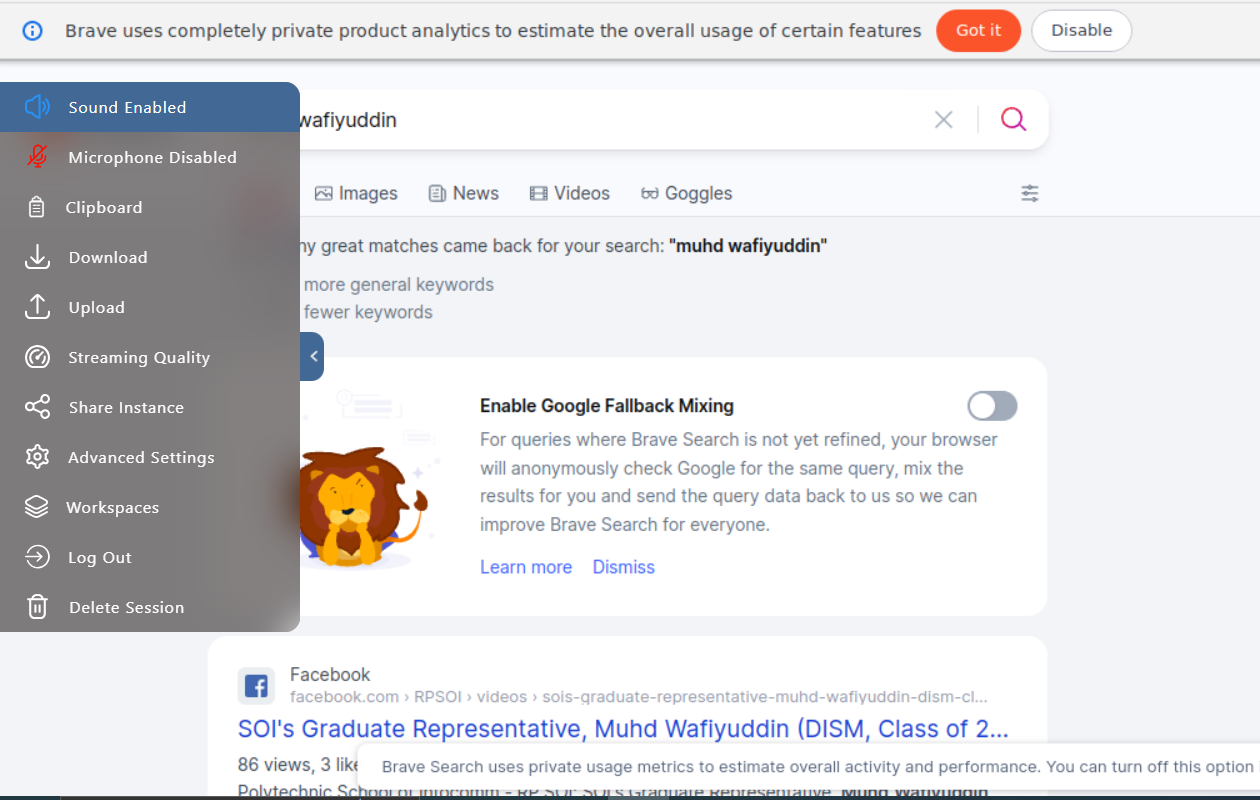 Brave uses completely private product analytics to estimate the overall usage of certain features
Got it
Disable
Sound Enabled
Microphone Disabled
Clipboard
Download
Upload
Streaming Quality
Share Instance
Advanced Settings
Workspaces
Log Out
Delete Session
wafiyuddin
Images
News
Videos
Goggles
great matches came back for your search: "muhd wafiyuddin"
more general keywords
fewer keywords
Enable Google Fallback Mixing
For queries where Brave Search is not yet refined, your browser
will anonymously check Google for the same query, mix the
results for you and send the query data back to us so we can
improve Brave Search for everyone.
Learn more
Dismiss
Facebook
facebook.com › RPSOI › videos › sois-graduate-representative-muhd-wafiyuddin-dism-cl...
SOI's Graduate Representative, Muhd Wafiyuddin (DISM, Class of 2...
86 views, 3 like
Brave Search uses private usage metrics to estimate overall activity and performance. You can turn off this option
Polytechnic School of Infocomm - RP SOI: SOI's Graduate Representative, Muhd Wafiyuddin